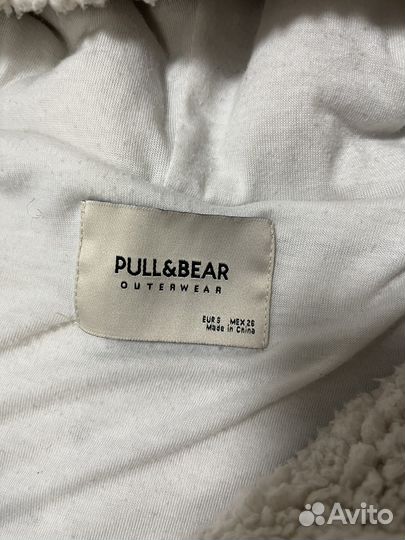 PULL&BEAR
OUTERWEAR
EUR S MEX 26
Made in China
Avito